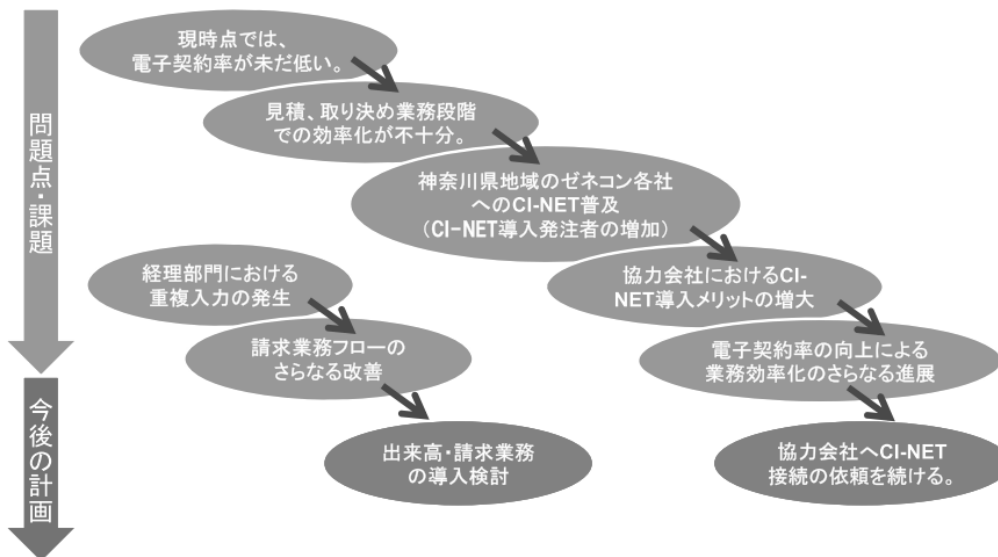 問題点・課題
現時点では、
電子契約率が未だ低い。
見積、取り決め業務段階
での効率化が不十分。
神奈川県地域のゼネコン各社
へのCI-NET普及
（CI−NET導入発注者の増加）
協力会社におけるCI-
NET導入メリットの増大
電子契約率の向上による
業務効率化のさらなる進展
経理部門における
重複入力の発生
請求業務フローの
さらなる改善
今後の計画
出来高・請求業務
の導入検討
協力会社へCI-NET
接続の依頼を続ける。